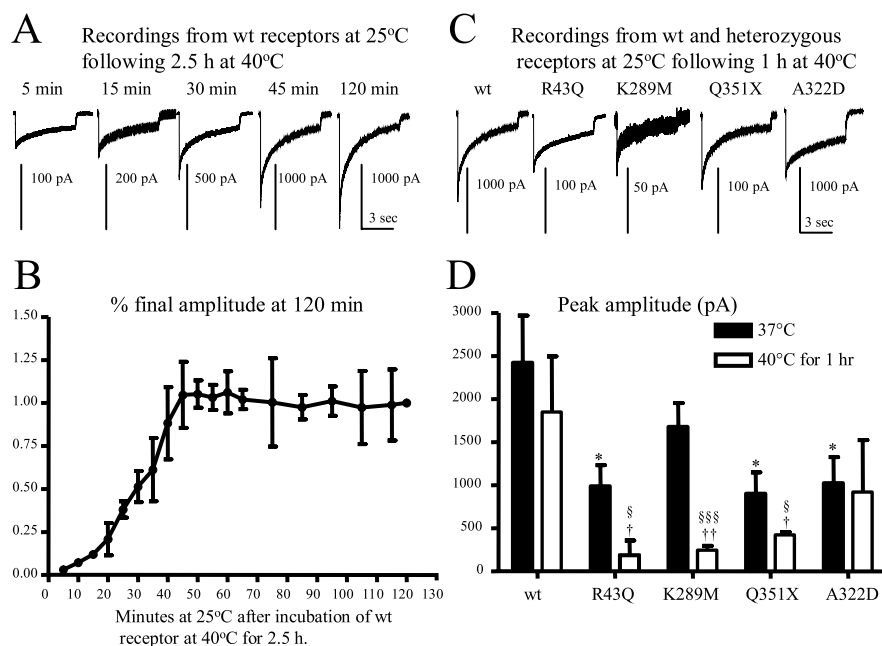 A
Recordings from wt receptors at 25°C
following 2.5 h at 40°C
5 min 15 min 30 min 45 min 120 min
100 pA 200 pA 500 pA 1000 pA 1000 pA
3 sec
C
Recordings from wt and heterozygous
receptors at 25°C following 1 h at 40°C
wt R43Q K289M Q351X A322D
1000 pA 100 pA 50 pA 100 pA 1000 pA
3 sec
B
% final amplitude at 120 min
1.50
1.25
1.00
0.75
0.50
0.25
0.00
0 10 20 30 40 50 60 70 80 90 100 110 120 130
Minutes at 25°C after incubation of wt
receptor at 40°C for 2.5 h.
D
Peak amplitude (pA)
37°C
40°C for 1 hr
3000
2500
2000
1500
1000
500
0
* * *
§ §§§ §
† †† †
wt R43Q K289M Q351X A322D